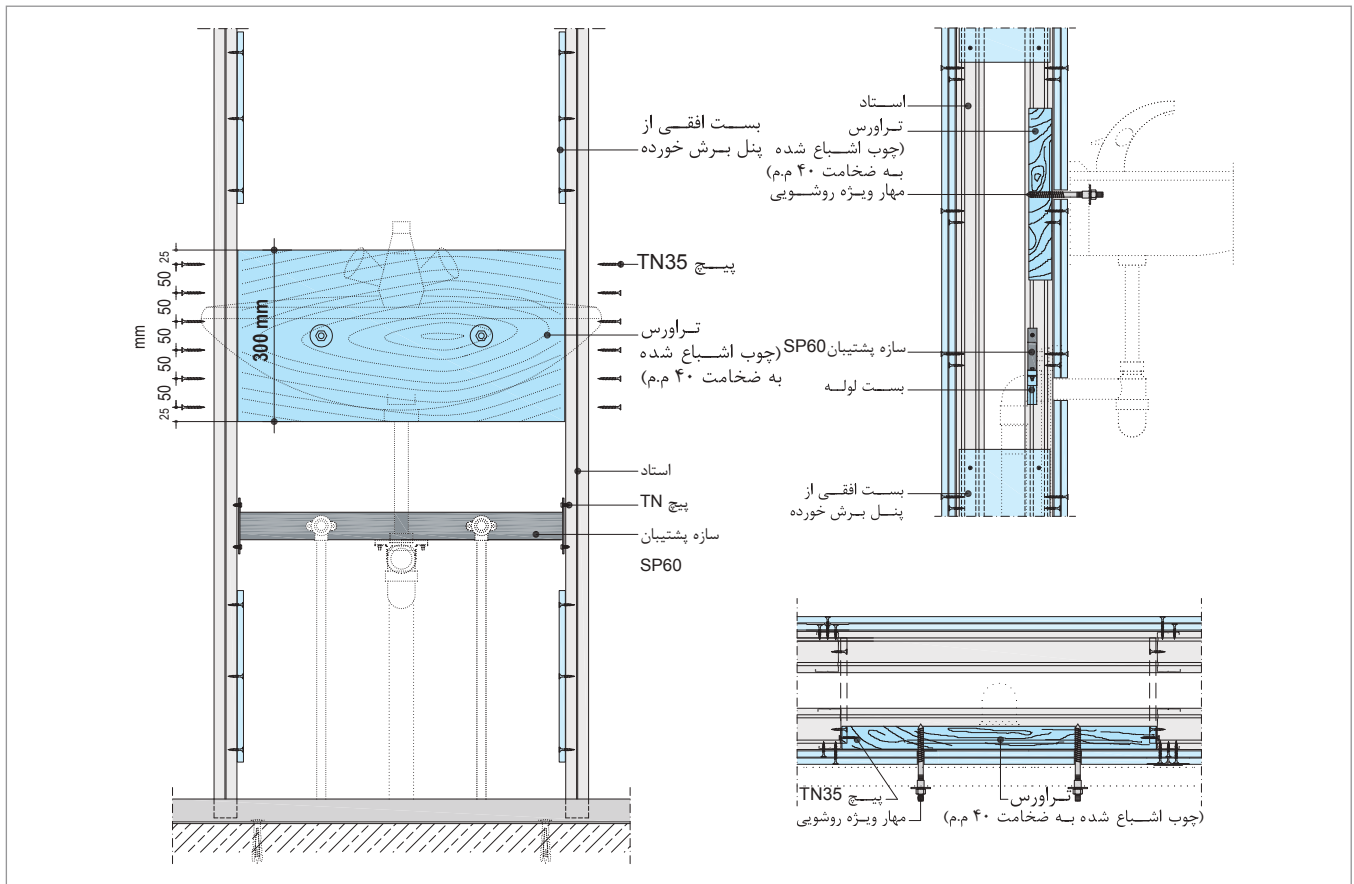 بست افقی از
پنل برش خورده
پیچ TN35
25
50
50
50
50
50
25
mm
300 mm
تراورس
(چوب اشباع شده
به ضخامت ۴۰ م.م)
استاد
پیچ TN
سازه پشتیبان
SP60
استاد
تراورس
(چوب اشباع شده
به ضخامت ۴۰ م.م)
مهار ویژه روشویی
سازه پشتیبان SP60
بست لوله
بست افقی از
پنل برش خورده
پیچ TN35
مهار ویژه روشویی
تراورس
(چوب اشباع شده به ضخامت ۴۰ م.م)